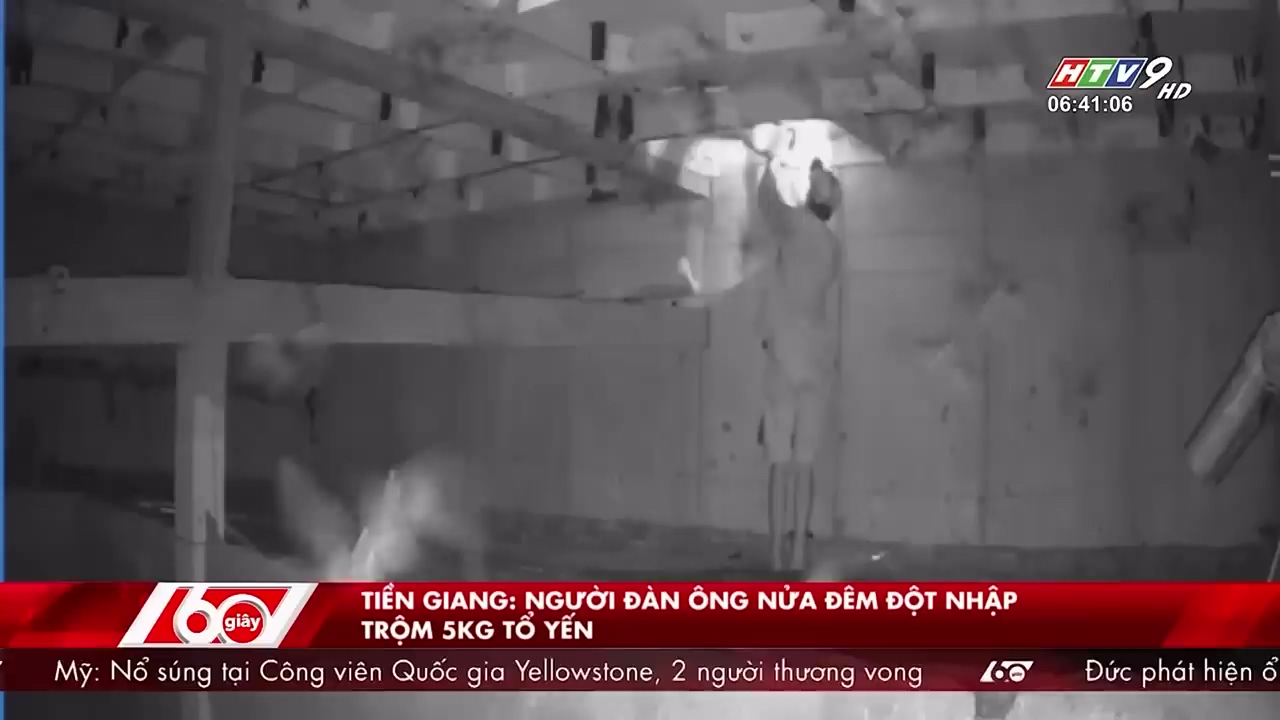 HTV9
HD
06:41:06
60 giây
TIỀN GIANG: NGƯỜI ĐÀN ÔNG NỬA ĐÊM ĐỘT NHẬP
TRỘM 5KG TỔ YẾN
Mỹ: Nổ súng tại Công viên Quốc gia Yellowstone, 2 người thương vong 60 giây Đức phát hiện ổ